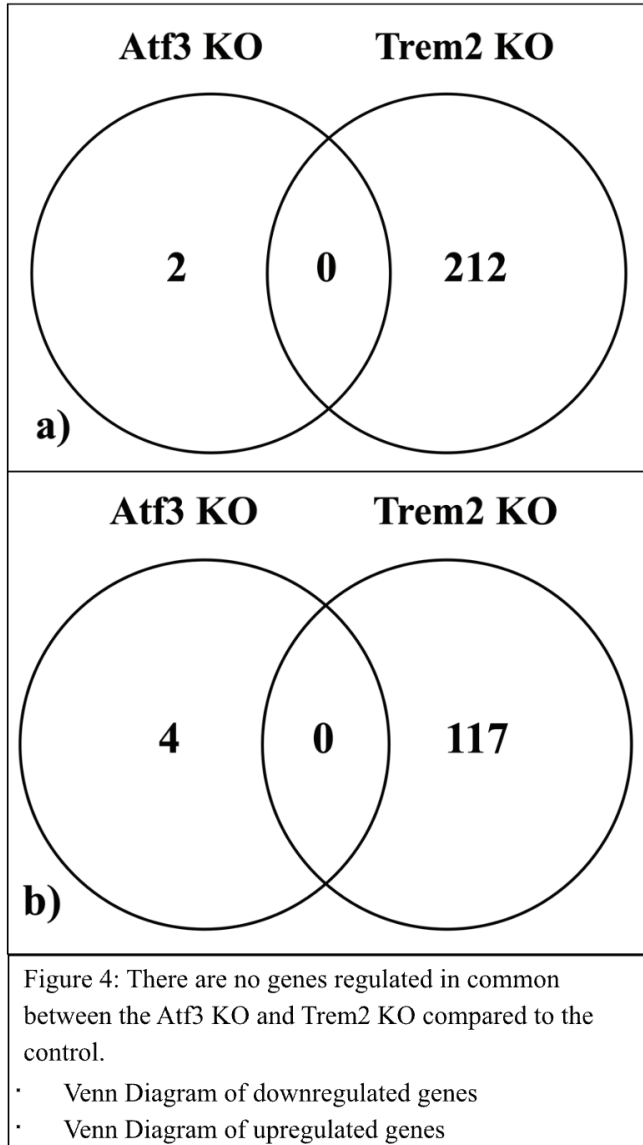 Atf3 KO Trem2 KO
2 0 212
a)
Atf3 KO Trem2 KO
4 0 117
b)
Figure 4: There are no genes regulated in common
between the Atf3 KO and Trem2 KO compared to the
control.
· Venn Diagram of downregulated genes
· Venn Diagram of upregulated genes